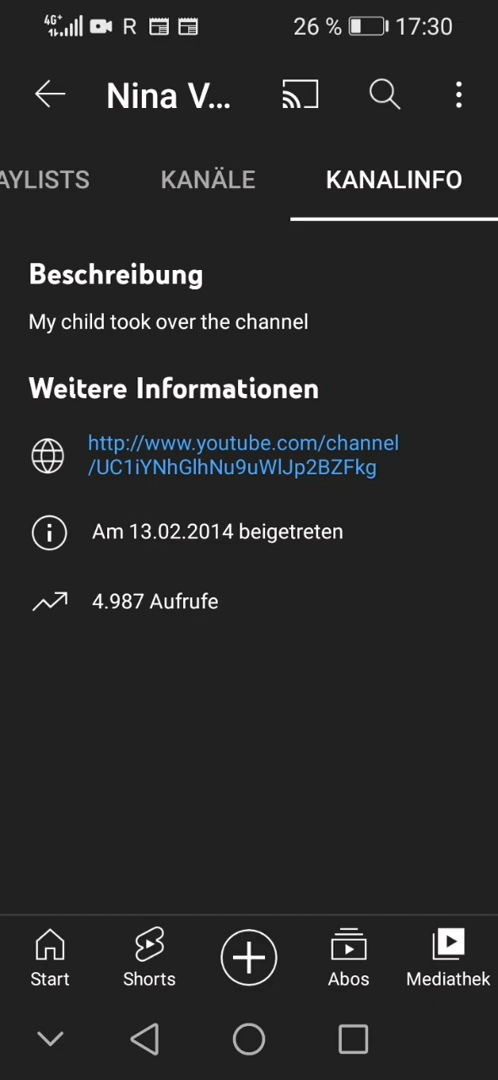 4G+ R 26 % 17:30
Nina V...
AYLISTS KANÄLE KANALINFO
Beschreibung
My child took over the channel
Weitere Informationen
http://www.youtube.com/channel
/UC1iYNhGlhNu9uWlJp2BZFkg
Am 13.02.2014 beigetreten
4.987 Aufrufe
Start Shorts Abos Mediathek